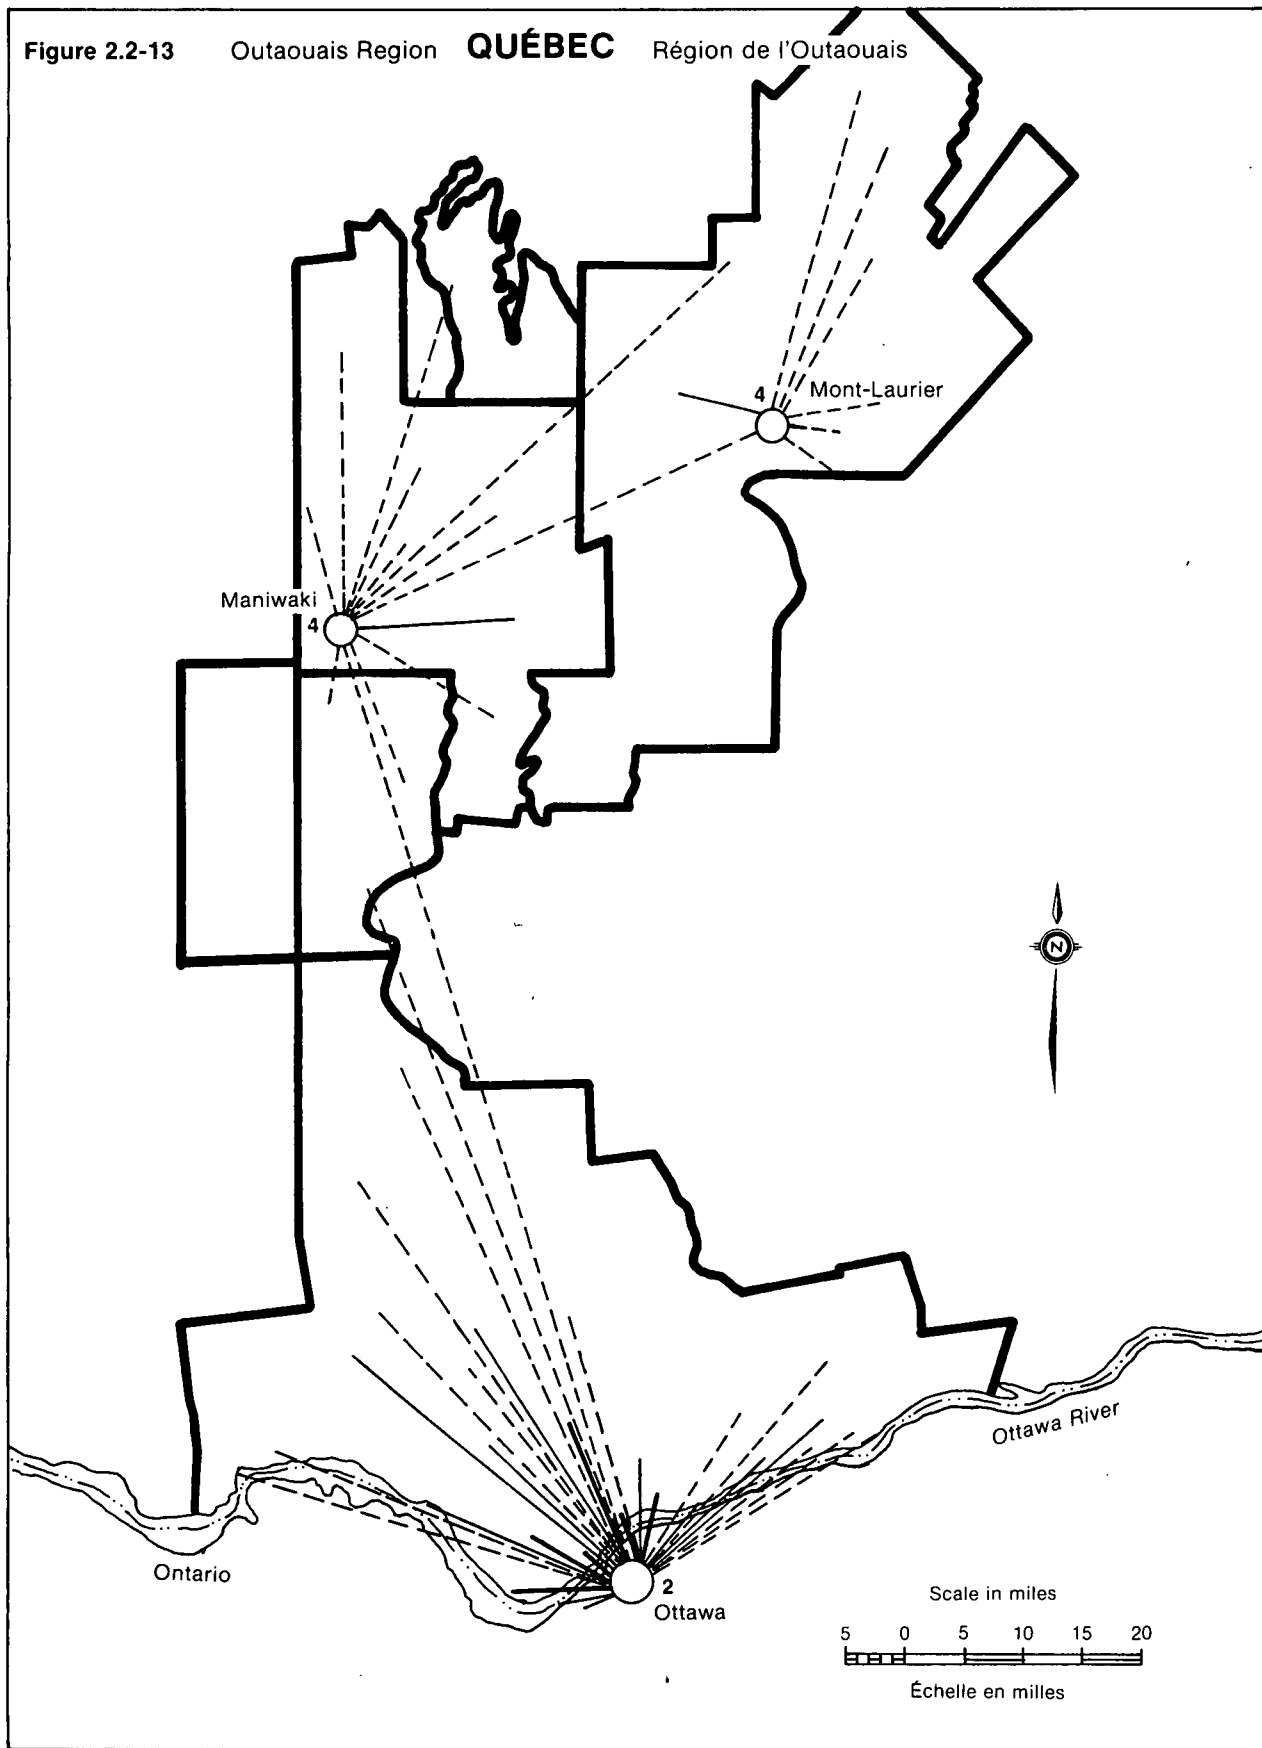 Figure 2.2-13 Outaouais Region QUÉBEC Région de l'Outaouais
4 Mont-Laurier
Maniwaki
4
N
Ottawa River
Ontario
2
Ottawa
Scale in miles
5 0 5 10 15 20
Échelle en milles